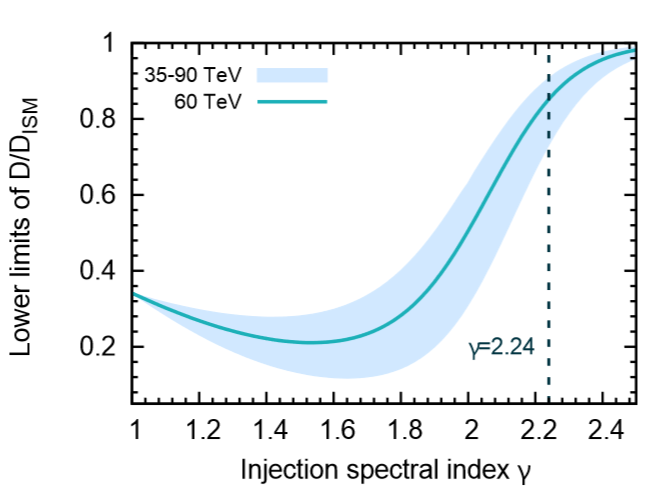 Lower limits of D/D_ISM
1
0.8
0.6
0.4
0.2
35-90 TeV
60 TeV
γ=2.24
1 1.2 1.4 1.6 1.8 2 2.2 2.4
Injection spectral index γ